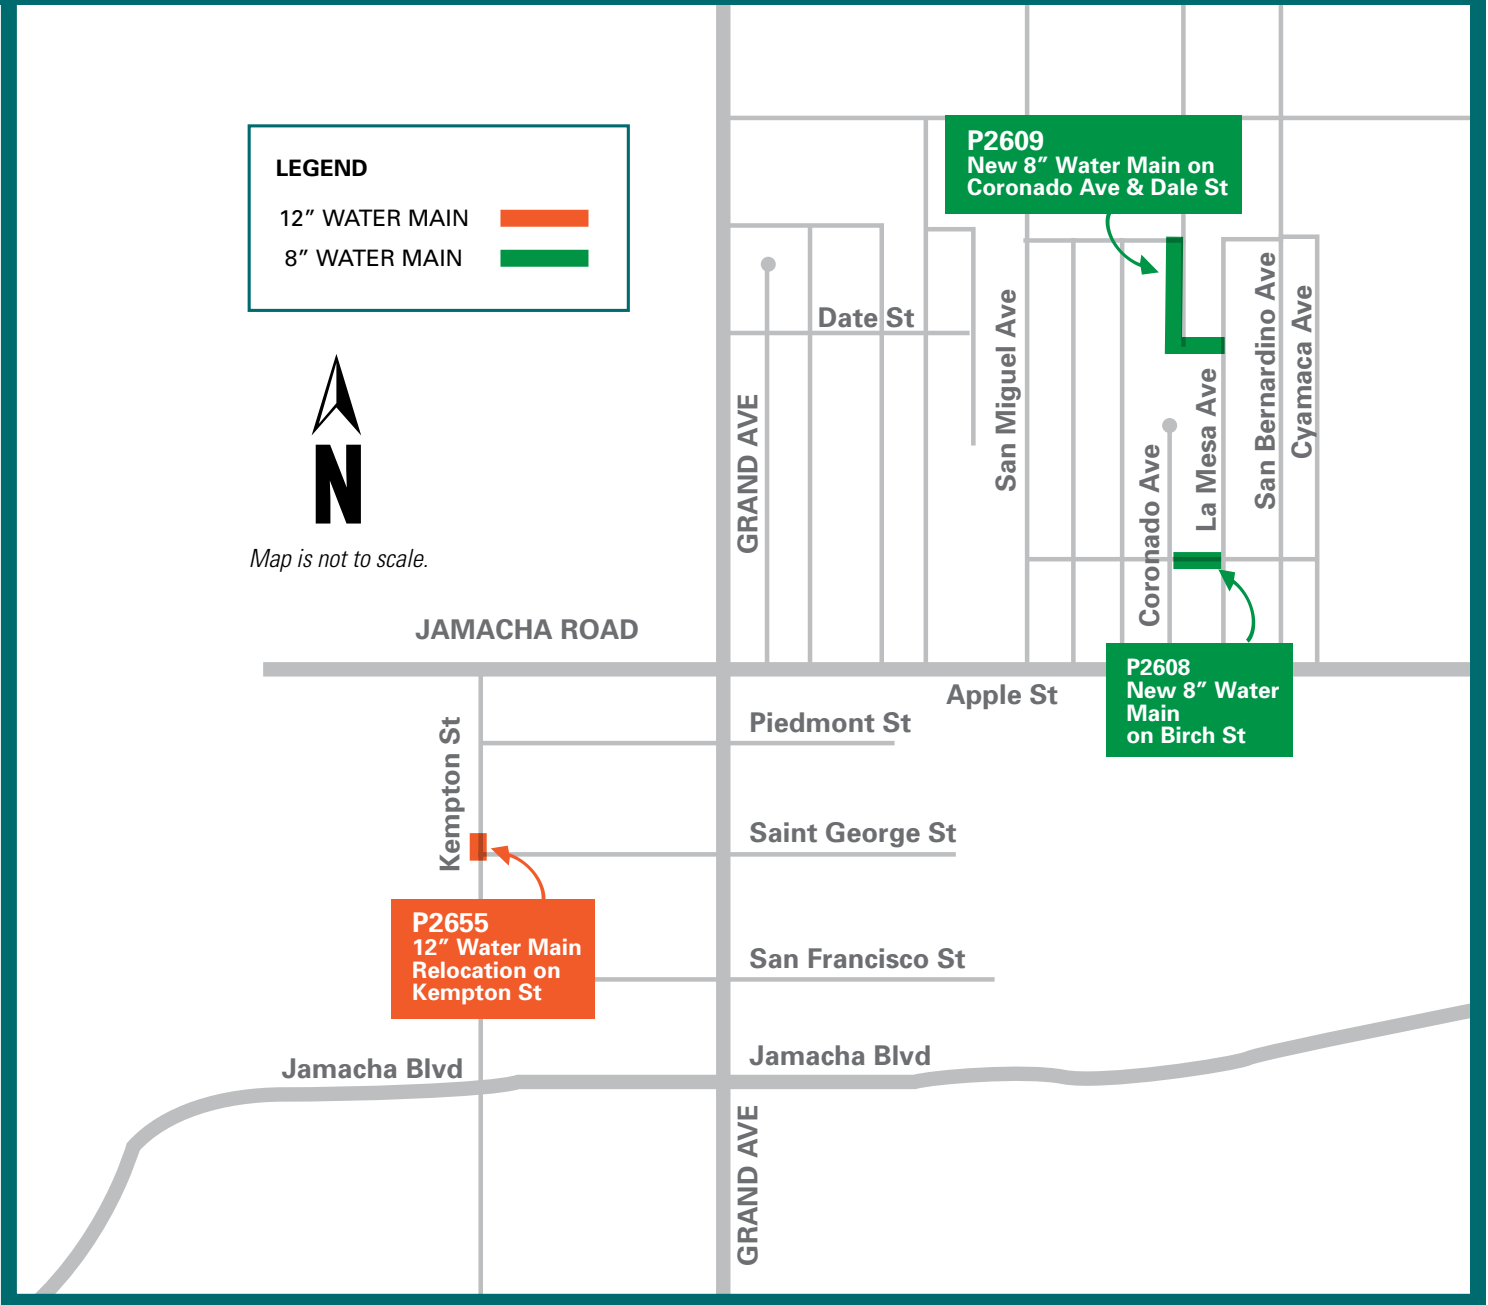 LEGEND
12” WATER MAIN
8” WATER MAIN
N
Map is not to scale.
P2609
New 8” Water Main on
Coronado Ave & Dale St
Date St
GRAND AVE
San Miguel Ave
Coronado Ave
La Mesa Ave
San Bernardino Ave
Cyamaca Ave
JAMACHA ROAD
Apple St
P2608
New 8” Water
Main
on Birch St
Kempton St
Piedmont St
Saint George St
P2655
12” Water Main
Relocation on
Kempton St
San Francisco St
Jamacha Blvd
Jamacha Blvd
GRAND AVE